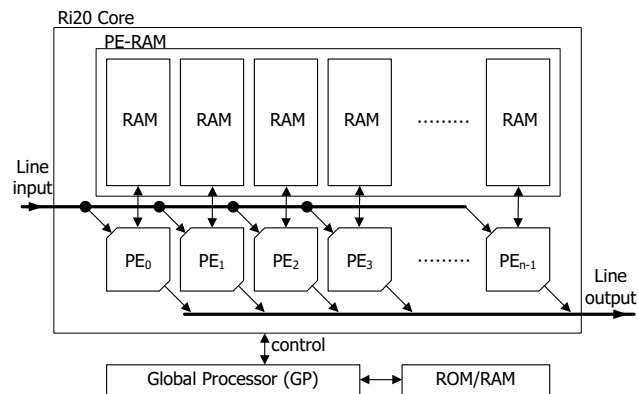 Ri20 Core
PE-RAM
RAM RAM RAM RAM ········· RAM
Line
input
PE0 PE1 PE2 PE3 ········· PEn-1
Line
output
control
Global Processor (GP) ROM/RAM